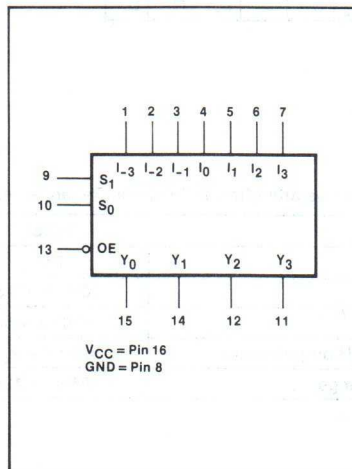 1 2 3 4 5 6 7
I-3 I-2 I-1 I0 I1 I2 I3
9 S1
10 S0
13 OE
Y0 Y1 Y2 Y3
15 14 12 11
VCC = Pin 16
GND = Pin 8